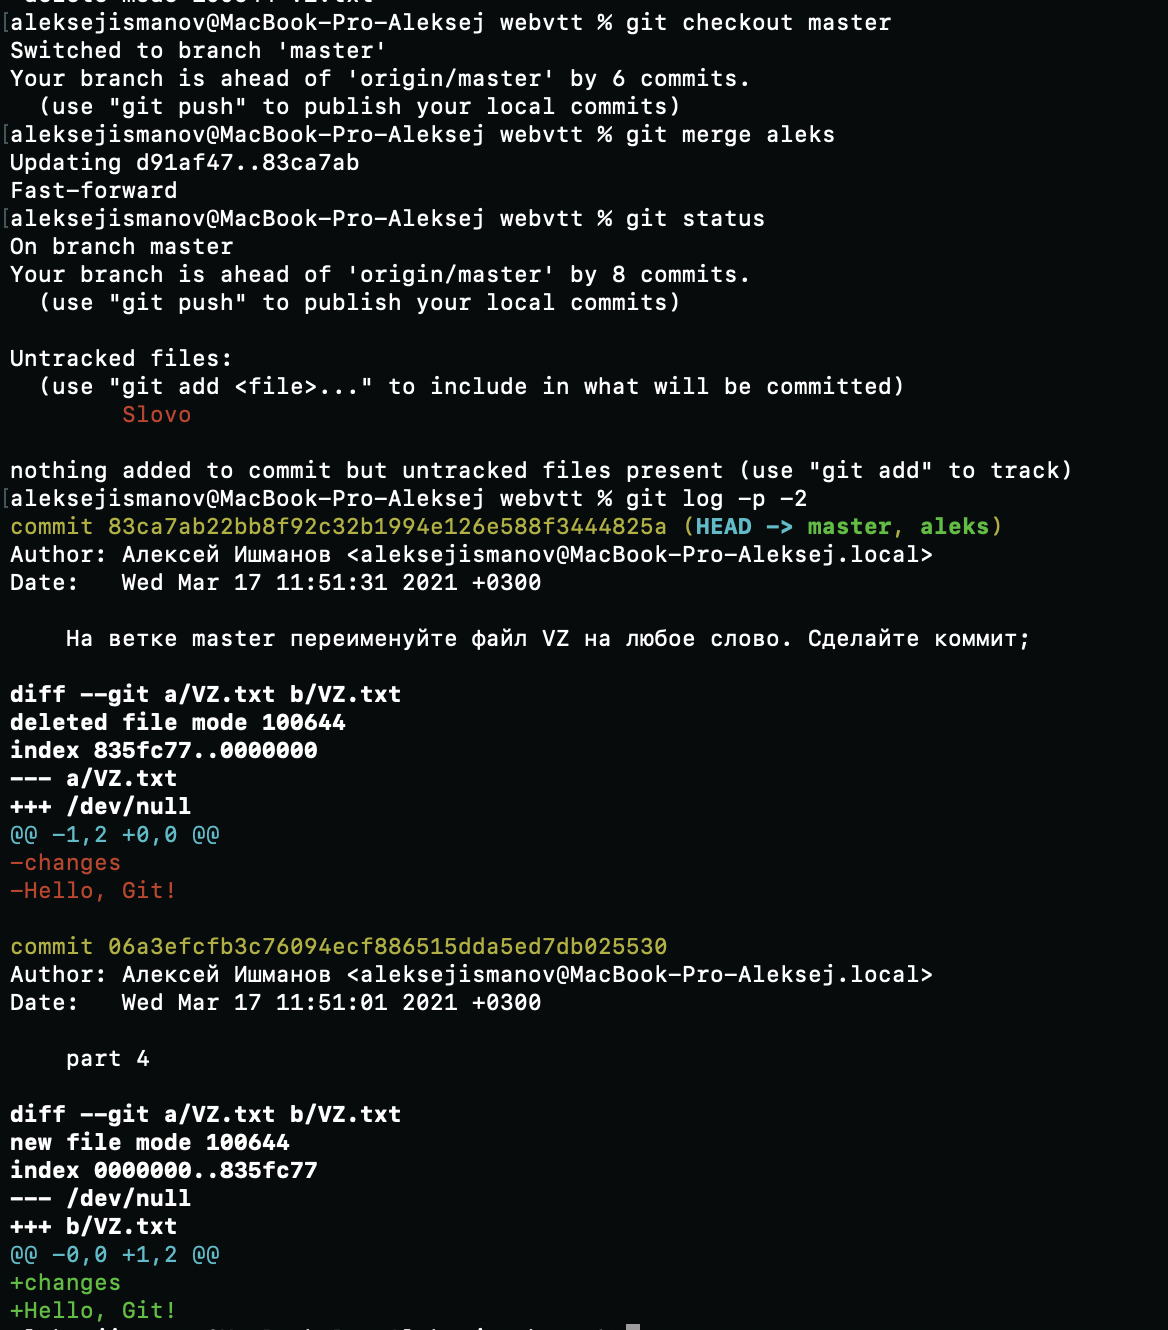 [aleksejismanov@MacBook-Pro-Aleksej webvtt % git checkout master
Switched to branch 'master'
Your branch is ahead of 'origin/master' by 6 commits.
  (use "git push" to publish your local commits)
[aleksejismanov@MacBook-Pro-Aleksej webvtt % git merge aleks
Updating d91af47..83ca7ab
Fast-forward
[aleksejismanov@MacBook-Pro-Aleksej webvtt % git status
On branch master
Your branch is ahead of 'origin/master' by 8 commits.
  (use "git push" to publish your local commits)
Untracked files:
  (use "git add <file>..." to include in what will be committed)
        Slovo
nothing added to commit but untracked files present (use "git add" to track)
[aleksejismanov@MacBook-Pro-Aleksej webvtt % git log -p -2
commit 83ca7ab22bb8f92c32b1994e126e588f3444825a (HEAD -> master, aleks)
Author: Алексей Ишманов <aleksejismanov@MacBook-Pro-Aleksej.local>
Date:   Wed Mar 17 11:51:31 2021 +0300
    На ветке master переименуйте файл VZ на любое слово. Сделайте коммит;
diff --git a/VZ.txt b/VZ.txt
deleted file mode 100644
index 835fc77..0000000
--- a/VZ.txt
+++ /dev/null
@@ -1,2 +0,0 @@
-changes
-Hello, Git!
commit 06a3efcfb3c76094ecf886515dda5ed7db025530
Author: Алексей Ишманов <aleksejismanov@MacBook-Pro-Aleksej.local>
Date:   Wed Mar 17 11:51:01 2021 +0300
    part 4
diff --git a/VZ.txt b/VZ.txt
new file mode 100644
index 0000000..835fc77
--- /dev/null
+++ b/VZ.txt
@@ -0,0 +1,2 @@
+changes
+Hello, Git!